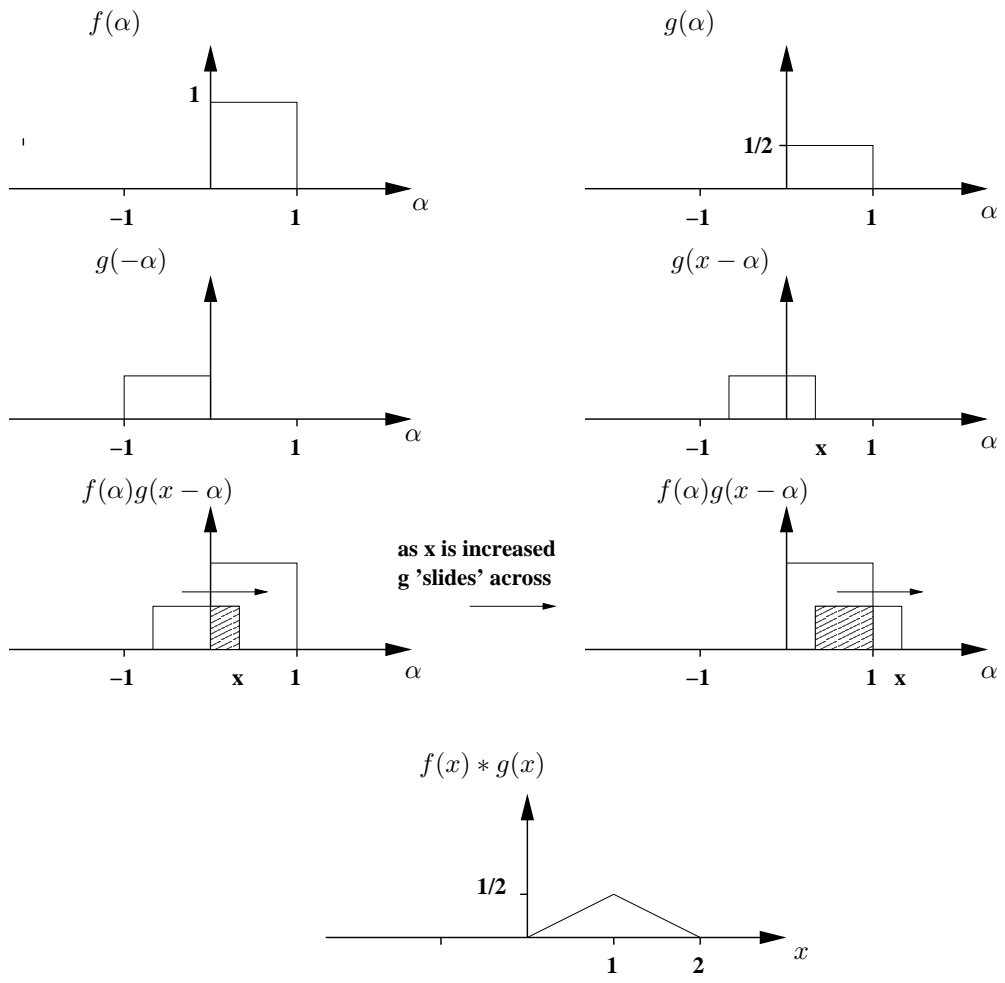 f(α)
g(α)
1
1/2
–1
1
α
–1
1
α
g(−α)
g(x − α)
–1
1
α
–1
x
1
α
f(α)g(x − α)
f(α)g(x − α)
as x is increased
g ’slides’ across
–1
x
1
α
–1
1
x
α
f(x) ∗ g(x)
1/2
1
2
x